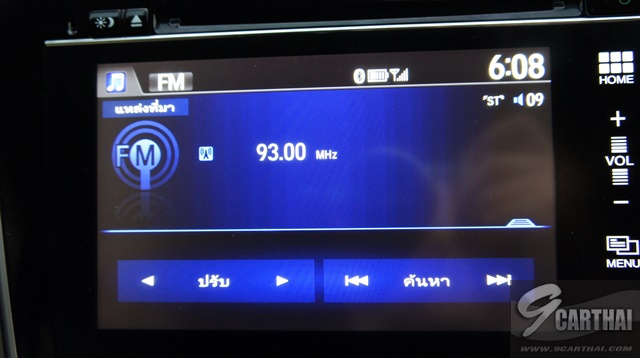 FM 6:08
แหล่งที่มา "ST" 09
FM 93.00 MHz
ปรับ ค้นหา
HOME
+
VOL
−
MENU
9CARTHAI
WWW.9CARTHAI.COM